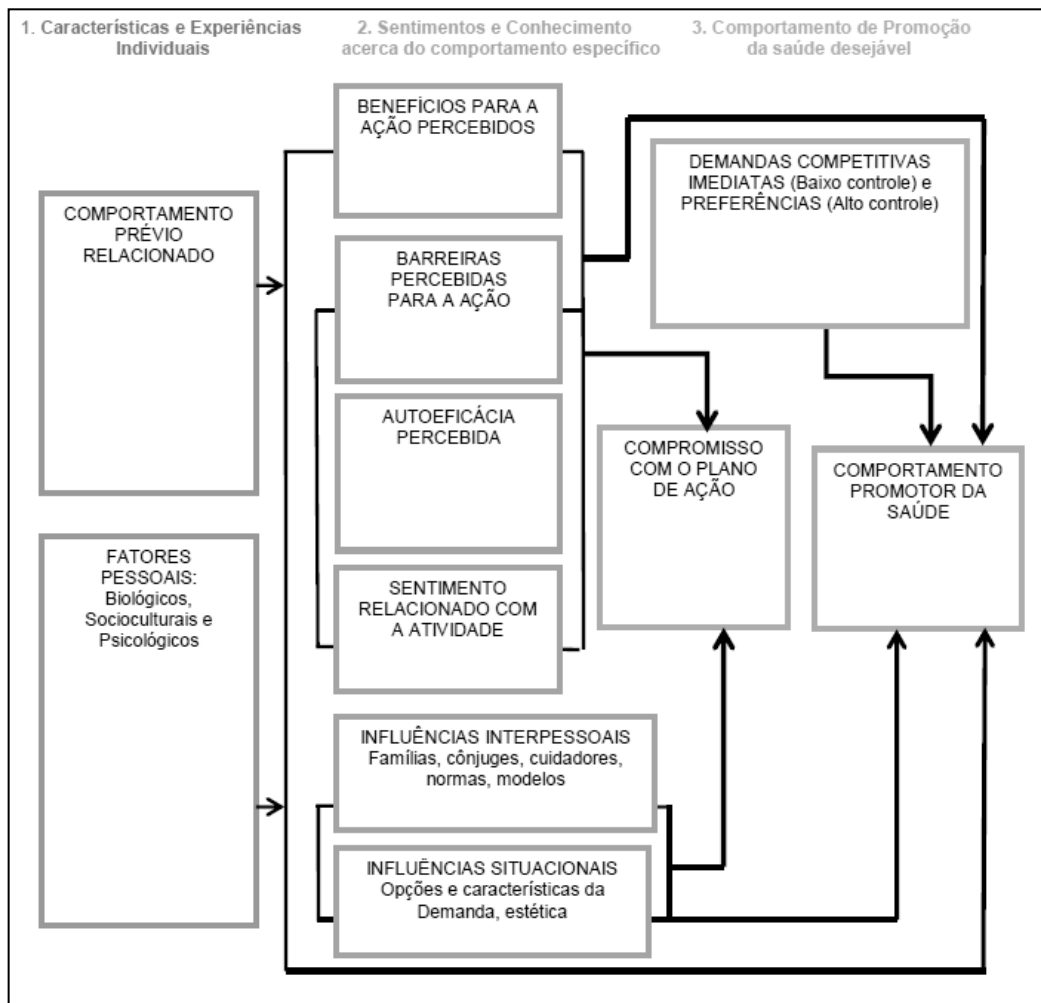 1. Características e Experiências
Individuais
2. Sentimentos e Conhecimento
acerca do comportamento específico
3. Comportamento de Promoção
da saúde desejável
COMPORTAMENTO
PRÉVIO
RELACIONADO
FATORES
PESSOAIS:
Biológicos,
Socioculturais e
Psicológicos
BENEFÍCIOS PARA A
AÇÃO PERCEBIDOS
BARREIRAS
PERCEBIDAS
PARA A AÇÃO
AUTOEFICÁCIA
PERCEBIDA
SENTIMENTO
RELACIONADO COM
A ATIVIDADE
INFLUÊNCIAS INTERPESSOAIS
Famílias, cônjuges, cuidadores,
normas, modelos
INFLUÊNCIAS SITUACIONAIS
Opções e características da
Demanda, estética
DEMANDAS COMPETITIVAS
IMEDIATAS (Baixo controle) e
PREFERÊNCIAS (Alto controle)
COMPROMISSO
COM O PLANO
DE AÇÃO
COMPORTAMENTO
PROMOTOR DA
SAÚDE